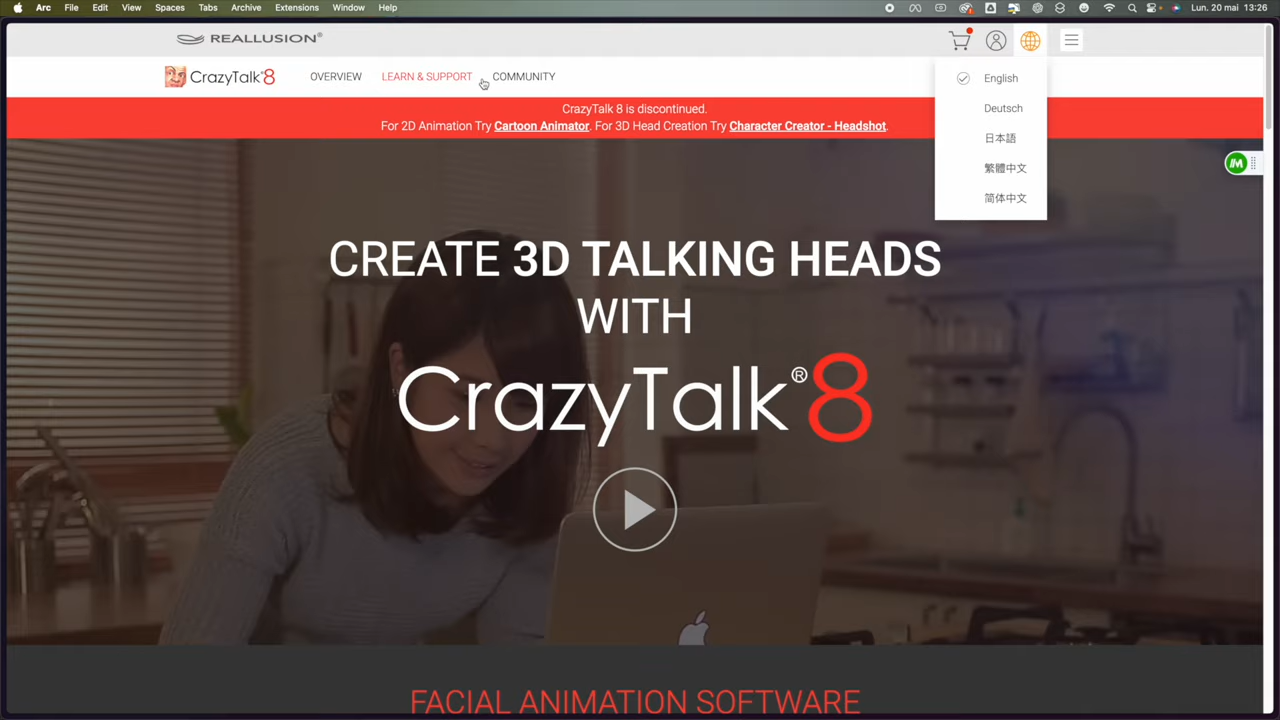 Arc File Edit View Spaces Tabs Archive Extensions Window Help Lun. 20 mai 13:26
REALLUSION®
CrazyTalk®8 OVERVIEW LEARN & SUPPORT COMMUNITY
English
Deutsch
日本語
繁體中文
简体中文
CrazyTalk 8 is discontinued.
For 2D Animation Try Cartoon Animator. For 3D Head Creation Try Character Creator - Headshot.
CREATE 3D TALKING HEADS
WITH
CrazyTalk®8
FACIAL ANIMATION SOFTWARE